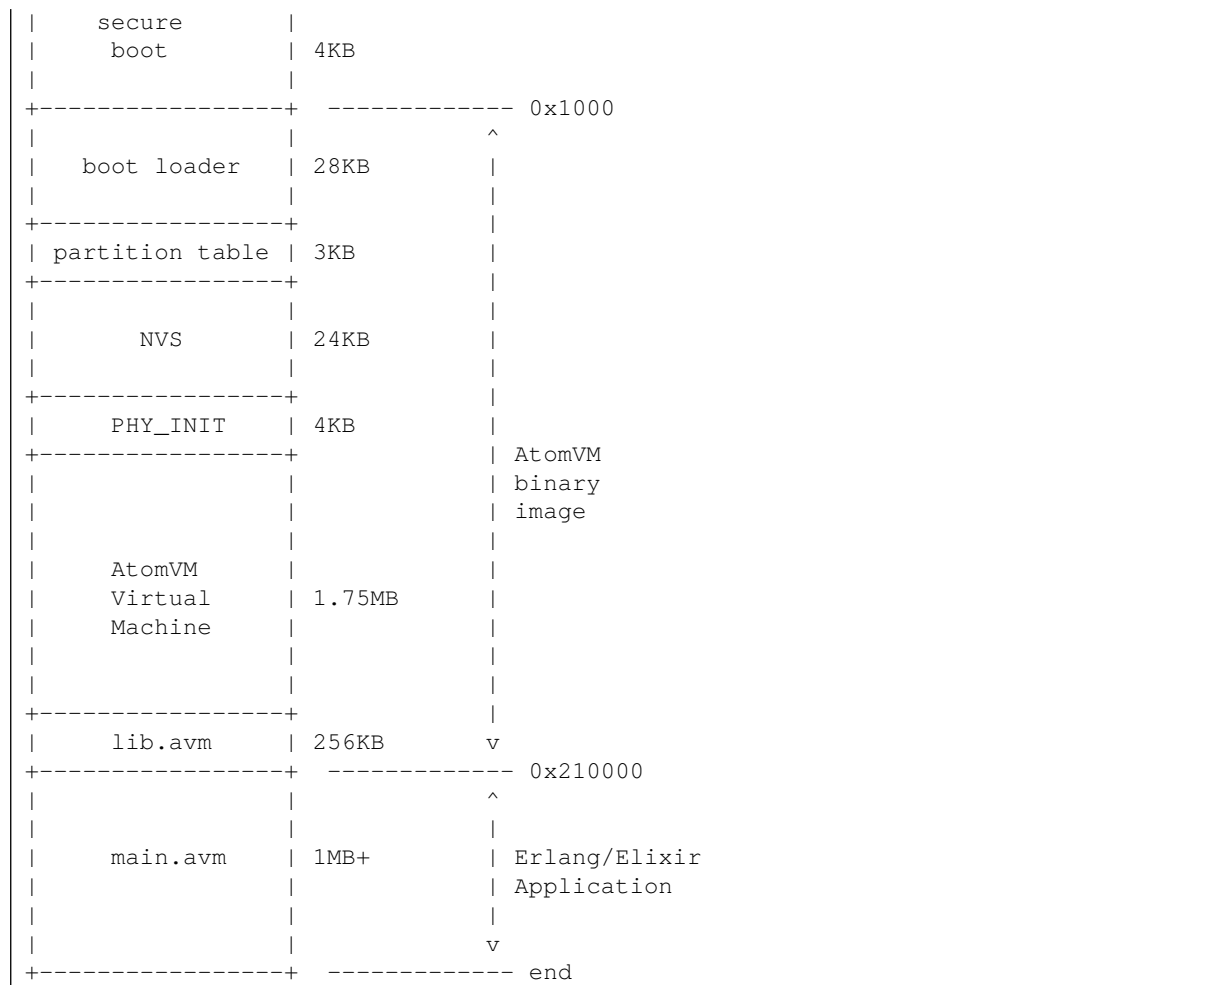 |     secure       |
|      boot        | 4KB
|                  |
+-----------------+  ------------- 0x1000
|                  |             ^
|    boot loader   | 28KB        |
|                  |             |
+-----------------+              |
|  partition table | 3KB         |
+-----------------+              |
|                  |             |
|       NVS        | 24KB        |
|                  |             |
+-----------------+              |
|     PHY_INIT     | 4KB         |
+-----------------+              | AtomVM
|                  |             | binary
|                  |             | image
|                  |             |
|     AtomVM       |             |
|     Virtual      | 1.75MB      |
|     Machine      |             |
|                  |             |
|                  |             |
+-----------------+              |
|     lib.avm      | 256KB       v
+-----------------+  ------------- 0x210000
|                  |             ^
|                  |             |
|     main.avm     | 1MB+        | Erlang/Elixir
|                  |             | Application
|                  |             |
|                  |             v
+-----------------+  ------------- end